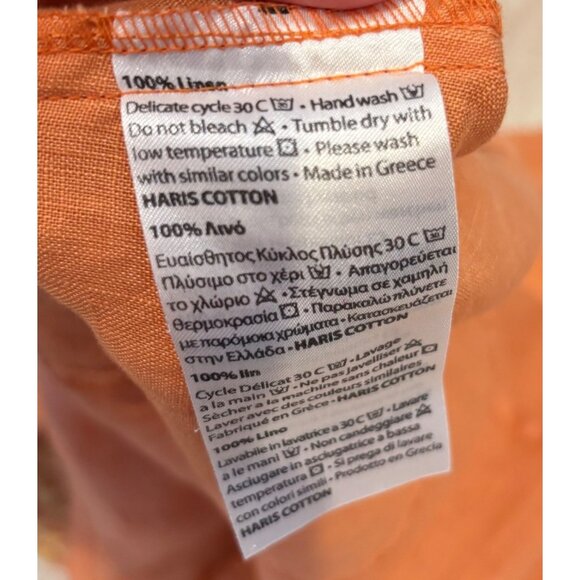 100% Linen
Delicate cycle 30 C • Hand wash
Do not bleach • Tumble dry with
low temperature • Please wash
with similar colors • Made in Greece
HARIS COTTON
100% Λινό
Ευαίσθητος Κύκλος Πλύσης 30 C
Πλύσιμο στο χέρι • Απαγορεύεται
το χλώριο • Στέγνωμα σε χαμηλή
θερμοκρασία • Παρακαλώ πλύνετε
με παρόμοια χρώματα • Κατασκευάζεται
στην Ελλάδα • HARIS COTTON
100% lin
Cycle Délicat 30 C • Lavage
a la main • Ne pas javelliser
Sècher a la machine sans chaleur
Laver avec des couleurs similaires
Fabriqué en Grèce • HARIS COTTON
100% Lino
Lavabile in lavatrice a 30 C • Lavare
a le mani • Non candeggiare
Asciugare in asciugatrice a bassa
temperatura • Si prega di lavare
con colori simili • Prodotto en Grecia
HARIS COTTON